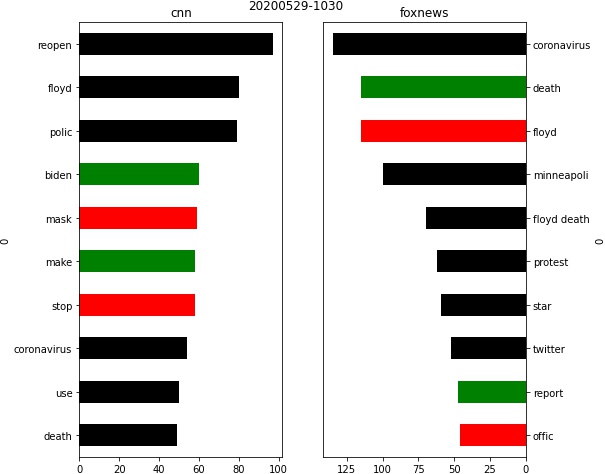 20200529-1030
cnn
foxnews
reopen
floyd
polic
biden
mask
make
stop
coronavirus
use
death
0
0 20 40 60 80 100
coronavirus
death
floyd
minneapoli
floyd death
protest
star
twitter
report
offic
0
125 100 75 50 25 0